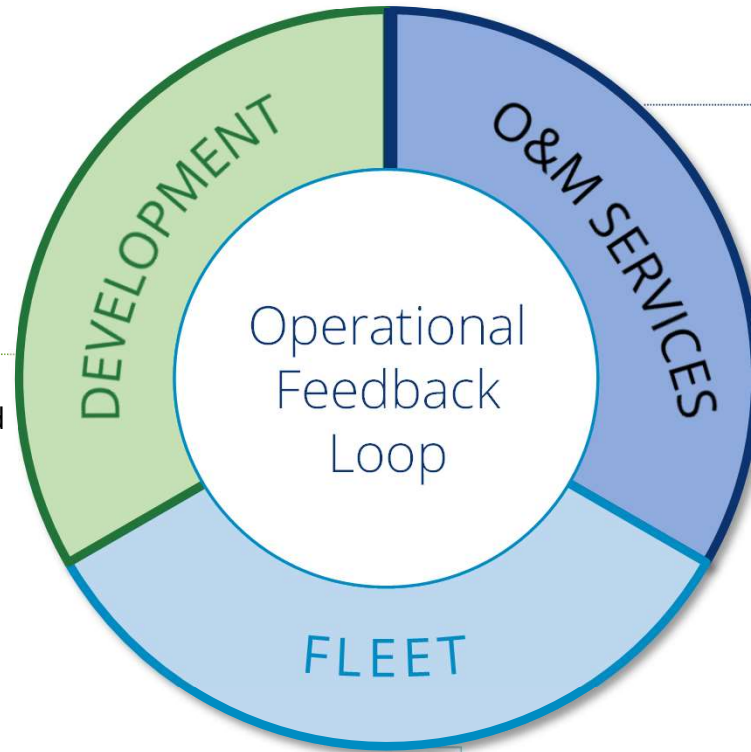 DEVELOPMENT
O&M SERVICES
Operational
Feedback
Loop
FLEET